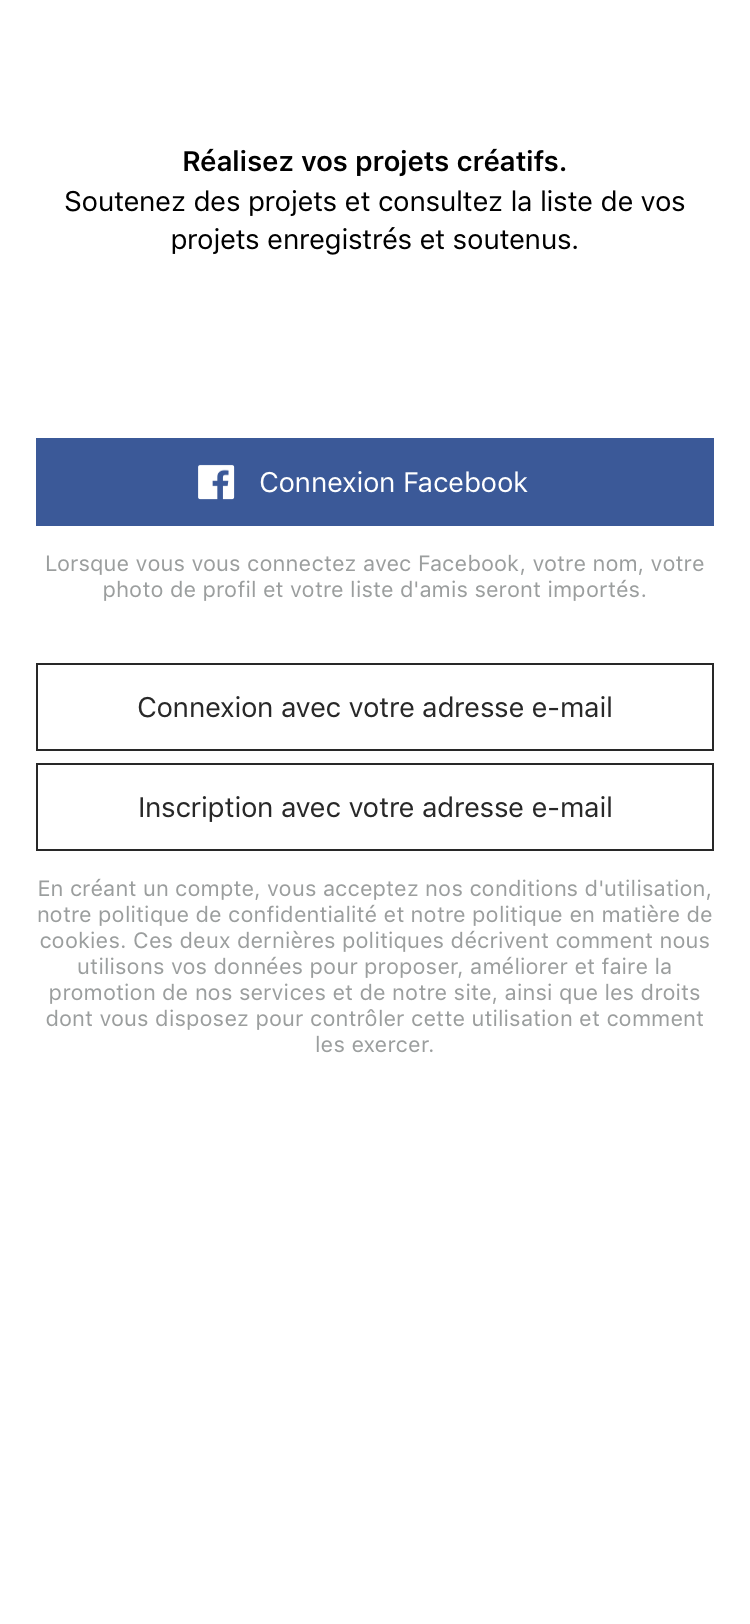 Réalisez vos projets créatifs.
Soutenez des projets et consultez la liste de vos
projets enregistrés et soutenus.
Connexion Facebook
Lorsque vous vous connectez avec Facebook, votre nom, votre
photo de profil et votre liste d'amis seront importés.
Connexion avec votre adresse e-mail
Inscription avec votre adresse e-mail
En créant un compte, vous acceptez nos conditions d'utilisation,
notre politique de confidentialité et notre politique en matière de
cookies. Ces deux dernières politiques décrivent comment nous
utilisons vos données pour proposer, améliorer et faire la
promotion de nos services et de notre site, ainsi que les droits
dont vous disposez pour contrôler cette utilisation et comment
les exercer.